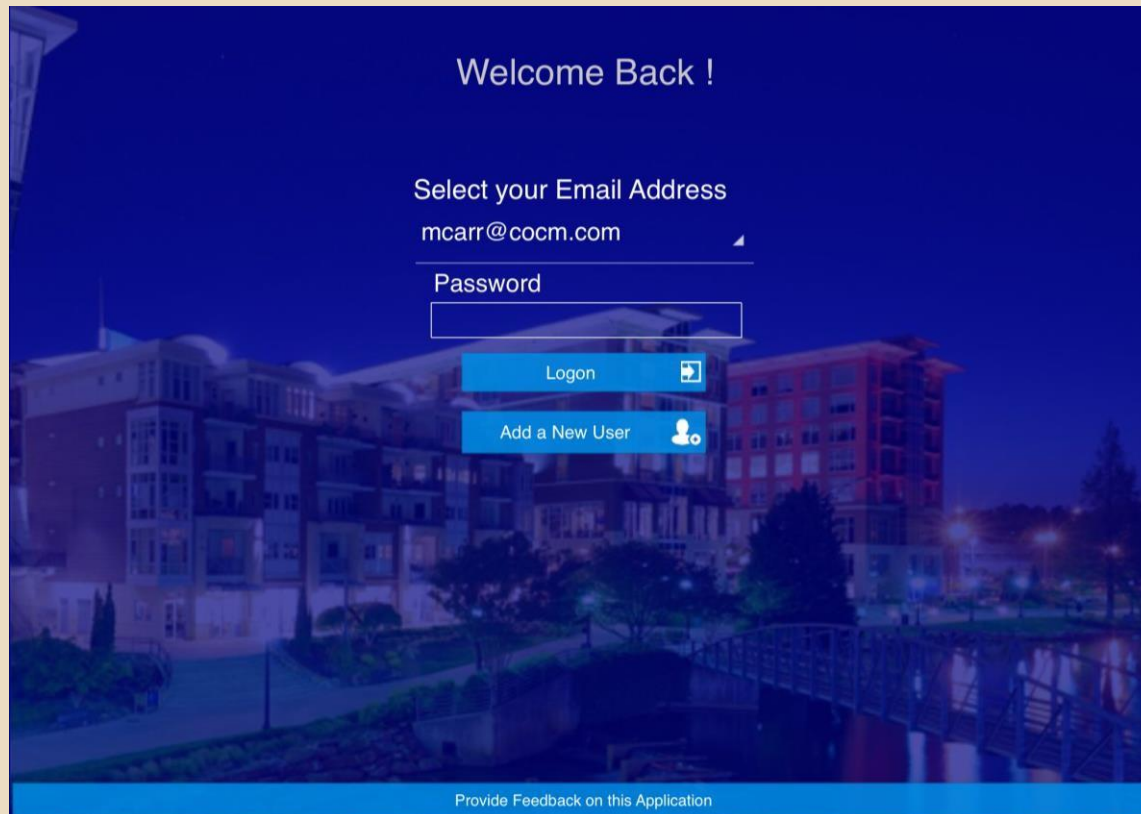 Welcome Back !
Select your Email Address
mcarr@cocm.com
Password
Logon
Add a New User
Provide Feedback on this Application